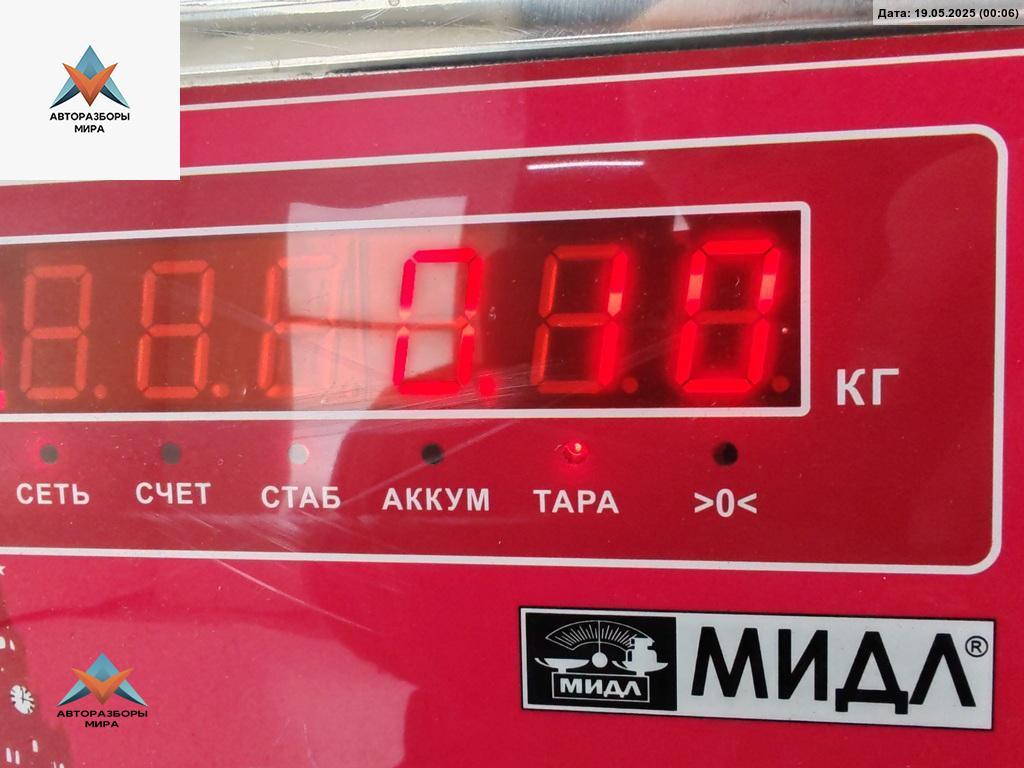 Дата: 19.05.2025 (00:06)
АВТОРАЗБОРЫ
МИРА
0.10
КГ
СЕТЬ СЧЕТ СТАБ АККУМ ТАРА >0<
МИДЛ МИДЛ®
АВТОРАЗБОРЫ
МИРА